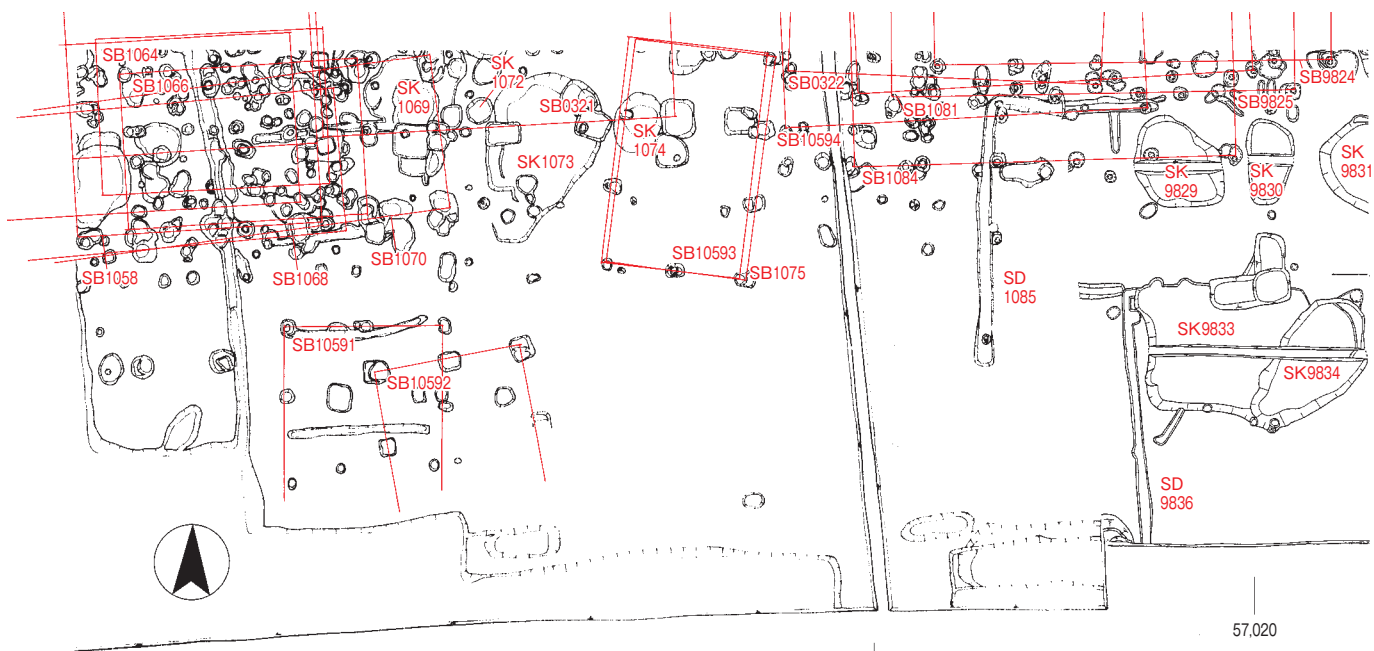 SB1064
SB1066
SK
1069
SK
1072
SB0321
SK1073
SK
1074
SB0322
SB10594
SB1081
SB1084
SB9824
SB9825
SK
9829
SK
9830
SK
9831
SB1058
SB1068
SB1070
SB10593
SB1075
SD
1085
SB10591
SB10592
SK9833
SK9834
SD
9836
57,020